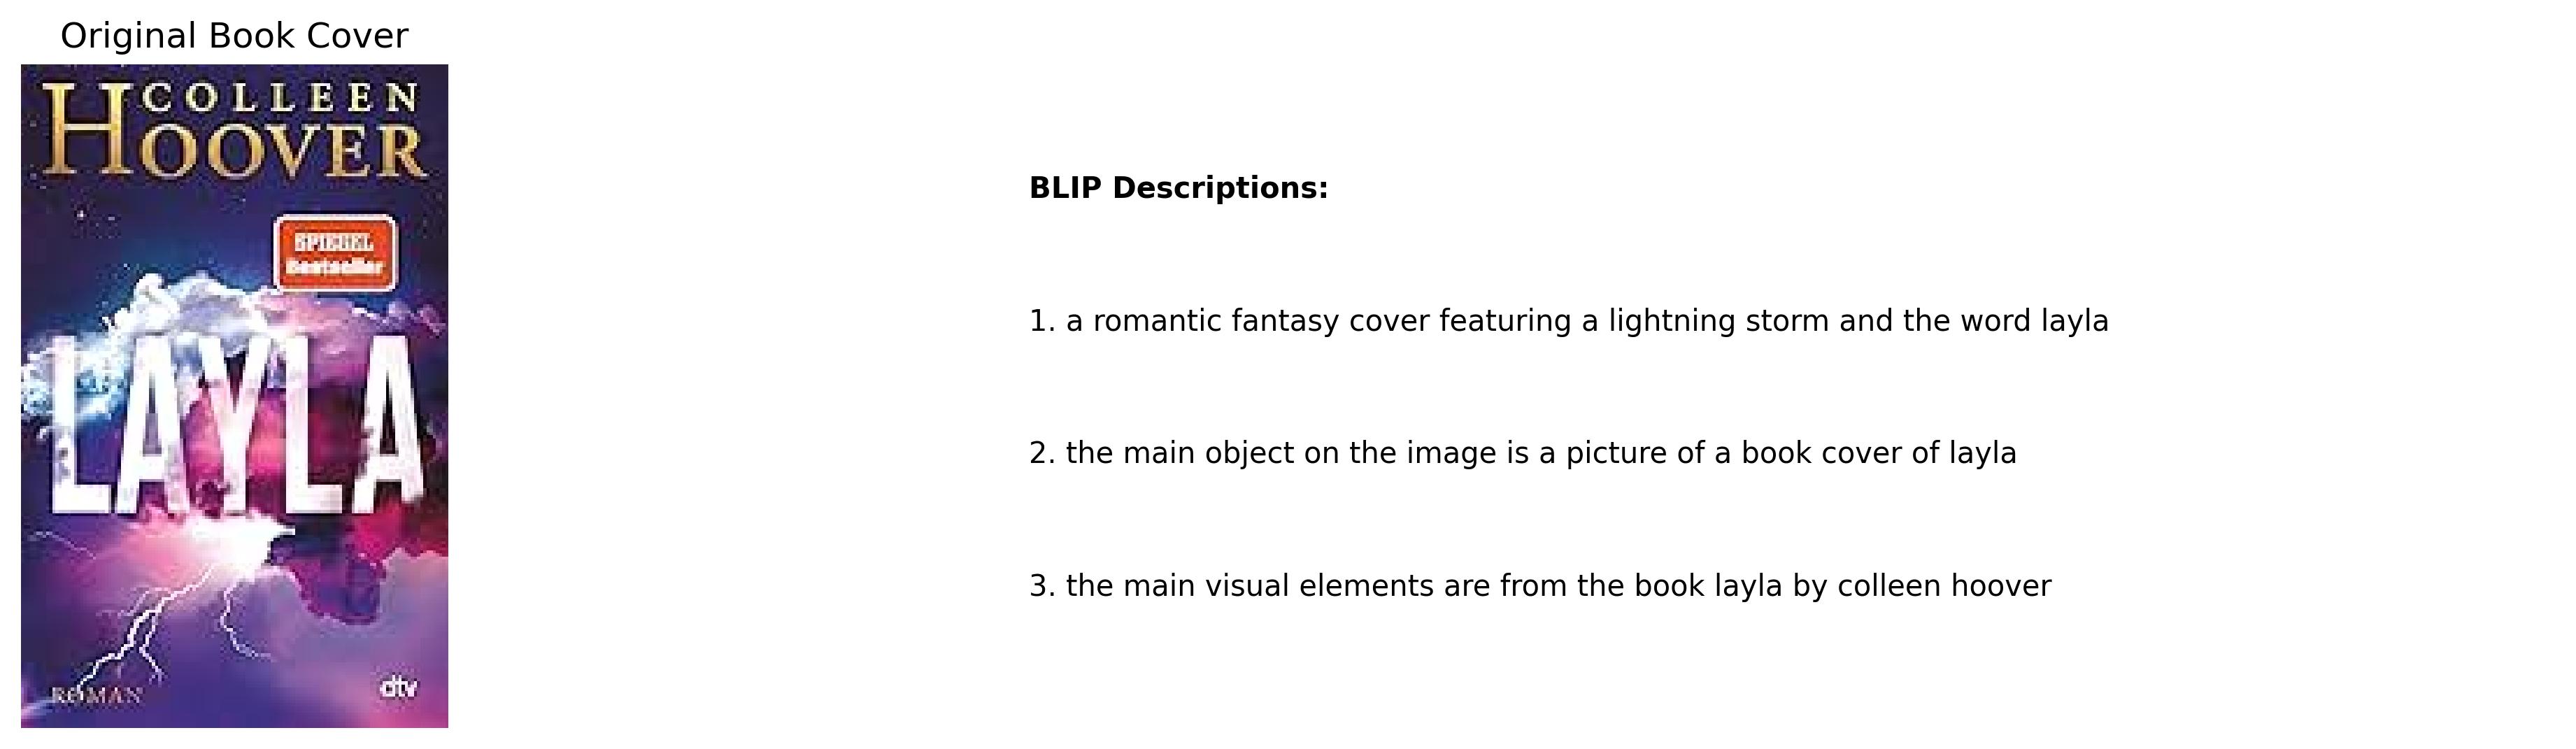 Original Book Cover
COLLEEN
HOOVER
SPIEGEL
Bestseller
LAYLA
ROMAN
dtv
BLIP Descriptions:
1. a romantic fantasy cover featuring a lightning storm and the word layla
2. the main object on the image is a picture of a book cover of layla
3. the main visual elements are from the book layla by colleen hoover